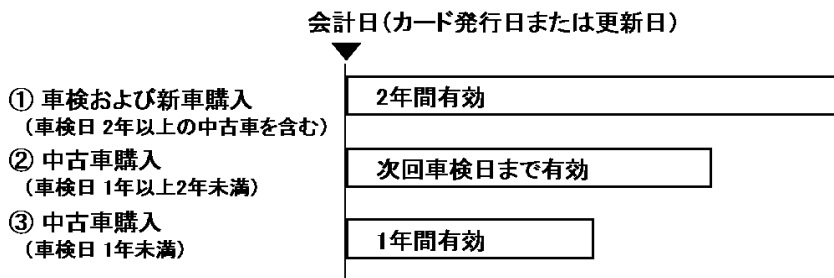 会計日(カード発行日または更新日)
① 車検および新車購入
(車検日 2年以上の中古車を含む)
2年間有効
② 中古車購入
(車検日 1年以上2年未満)
次回車検日まで有効
③ 中古車購入
(車検日 1年未満)
1年間有効